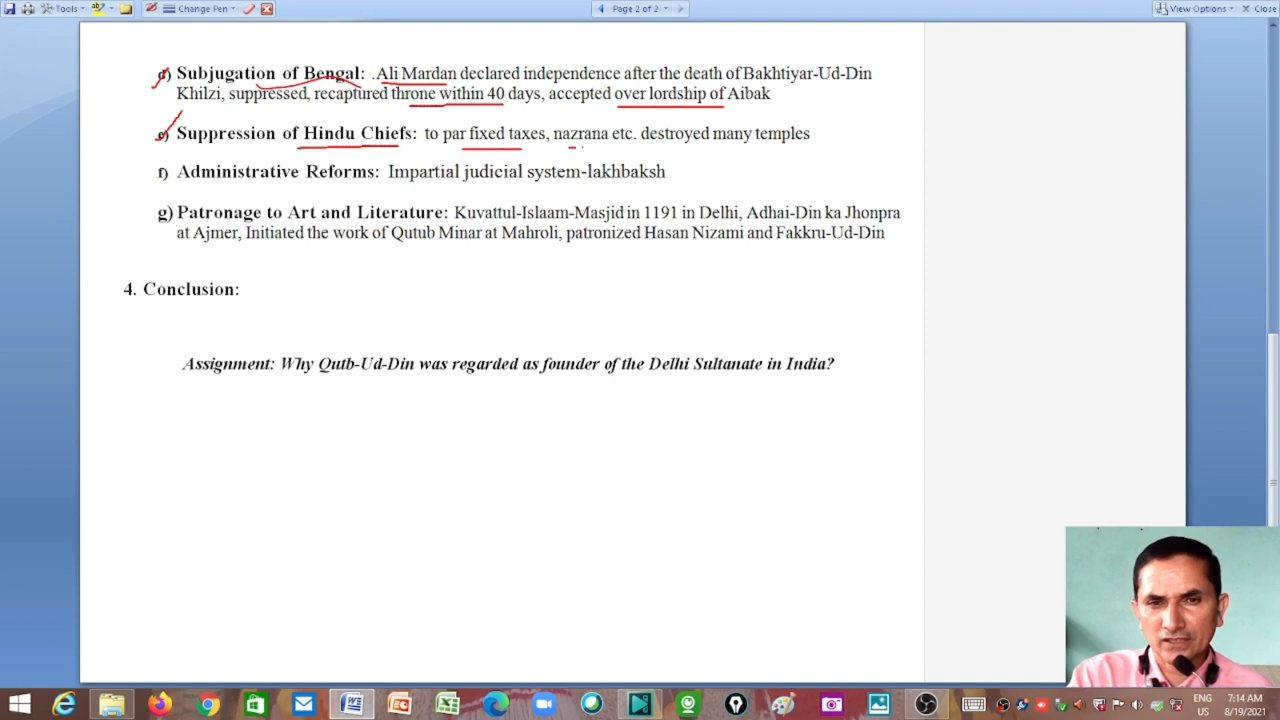 Tools
Change Pen
Page 2 of 2
View Options
Close
d) Subjugation of Bengal: .Ali Mardan declared independence after the death of Bakhtiyar-Ud-Din
Khilzi, suppressed, recaptured throne within 40 days, accepted over lordship of Aibak
e) Suppression of Hindu Chiefs: to par fixed taxes, nazrana etc. destroyed many temples
f) Administrative Reforms: Impartial judicial system-lakhbaksh
g) Patronage to Art and Literature: Kuvattul-Islaam-Masjid in 1191 in Delhi, Adhai-Din ka Jhonpra
at Ajmer, Initiated the work of Qutub Minar at Mahroli, patronized Hasan Nizami and Fakkru-Ud-Din
4. Conclusion:
Assignment: Why Qutb-Ud-Din was regarded as founder of the Delhi Sultanate in India?
ENG
US
7:14 AM
8/19/2021